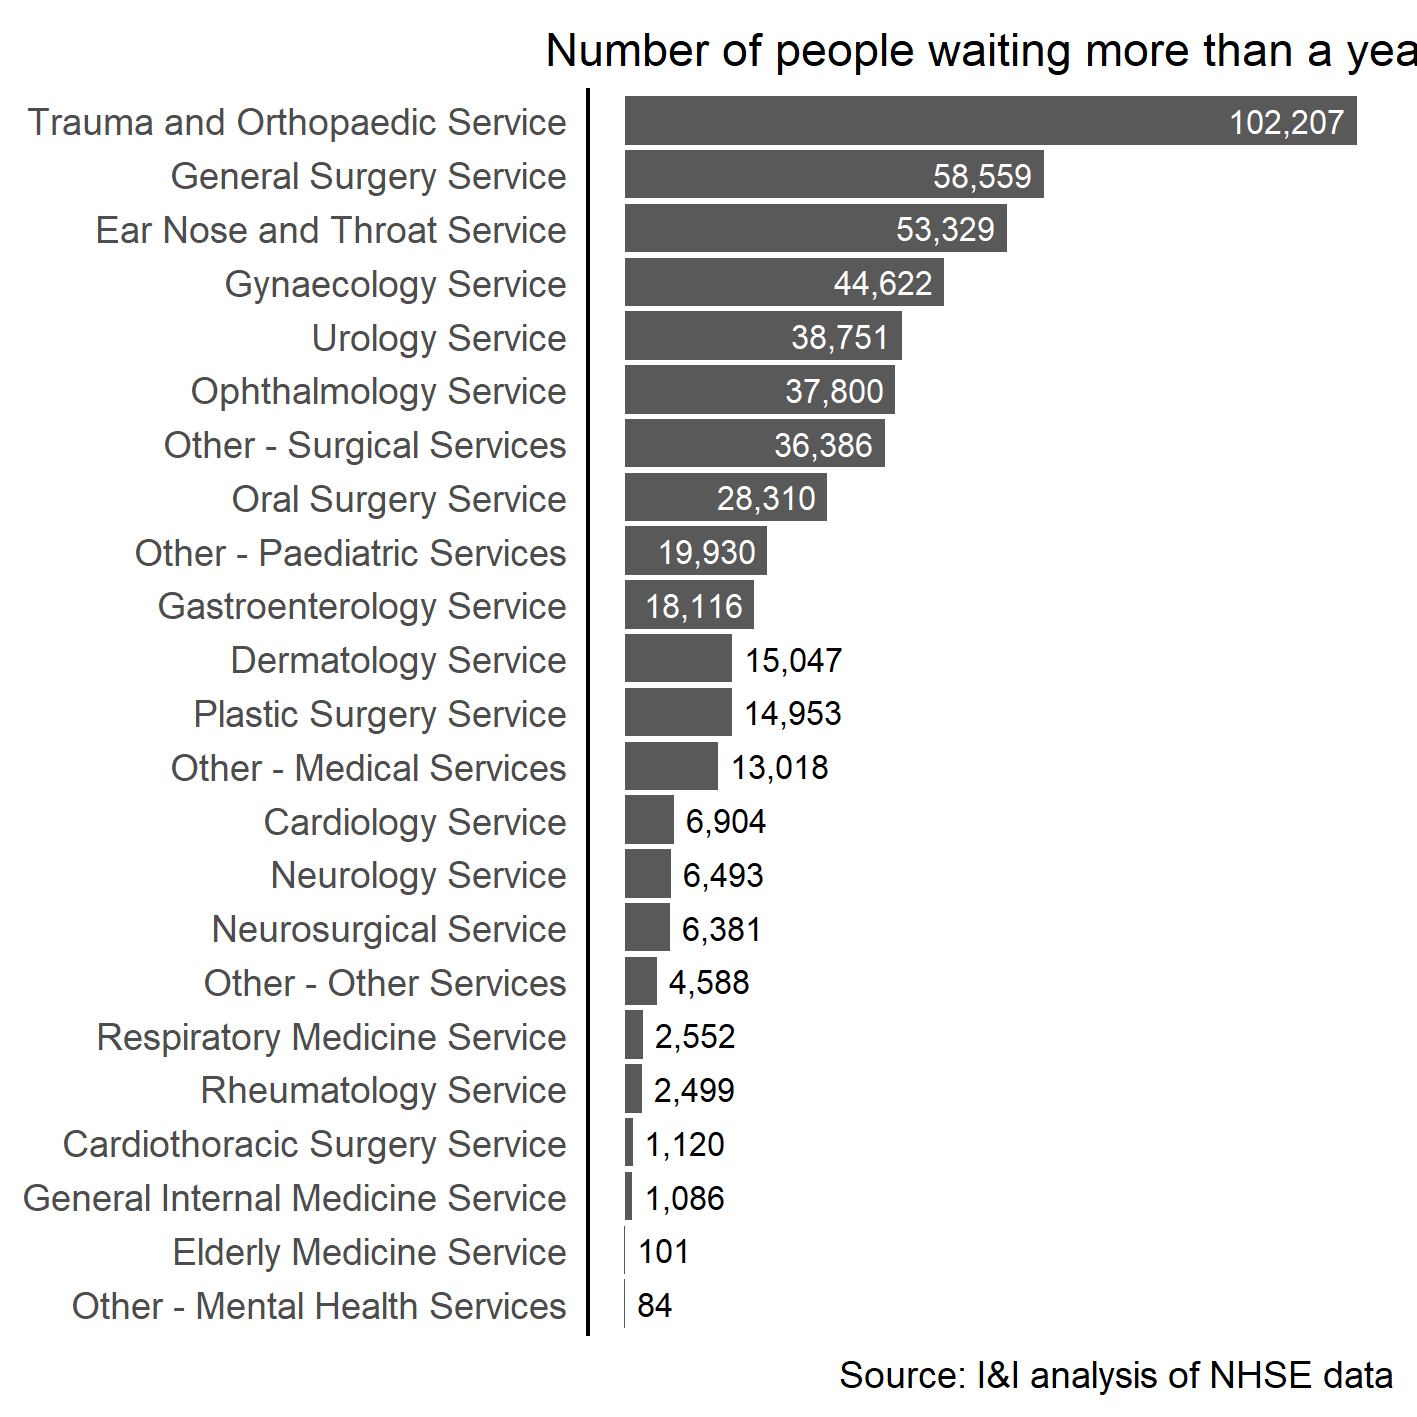 Number of people waiting more than a yea
Trauma and Orthopaedic Service 102,207
General Surgery Service 58,559
Ear Nose and Throat Service 53,329
Gynaecology Service 44,622
Urology Service 38,751
Ophthalmology Service 37,800
Other - Surgical Services 36,386
Oral Surgery Service 28,310
Other - Paediatric Services 19,930
Gastroenterology Service 18,116
Dermatology Service 15,047
Plastic Surgery Service 14,953
Other - Medical Services 13,018
Cardiology Service 6,904
Neurology Service 6,493
Neurosurgical Service 6,381
Other - Other Services 4,588
Respiratory Medicine Service 2,552
Rheumatology Service 2,499
Cardiothoracic Surgery Service 1,120
General Internal Medicine Service 1,086
Elderly Medicine Service 101
Other - Mental Health Services 84
Source: I&I analysis of NHSE data